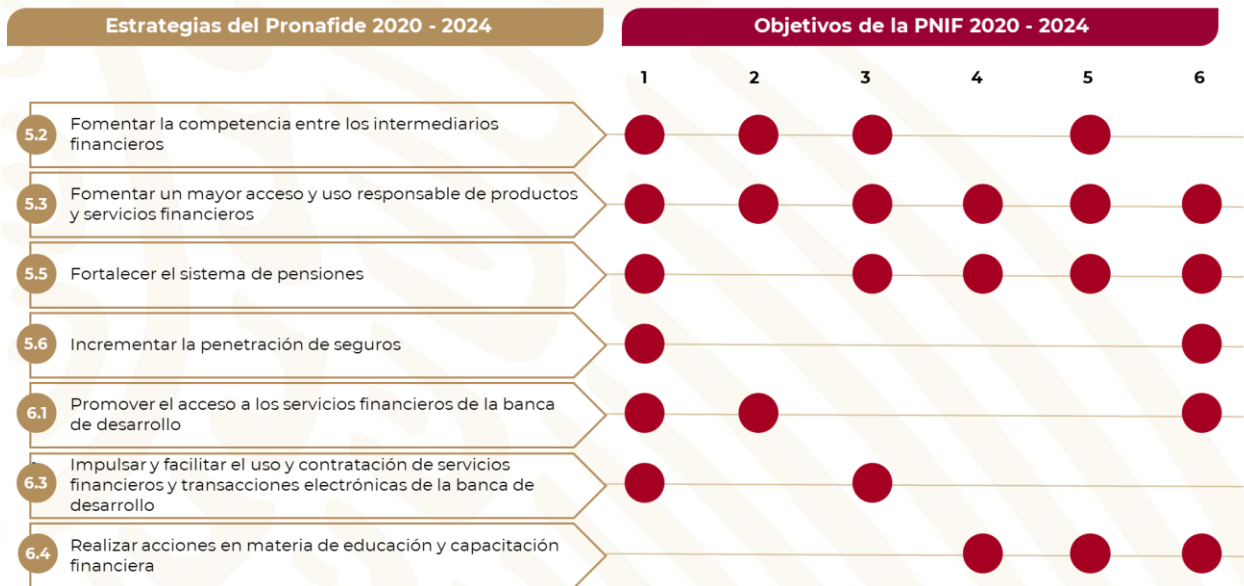 Estrategias del Pronafide 2020 - 2024
Objetivos de la PNIF 2020 - 2024
1 2 3 4 5 6
5.2
Fomentar la competencia entre los intermediarios
financieros
5.3
Fomentar un mayor acceso y uso responsable de productos
y servicios financieros
5.5
Fortalecer el sistema de pensiones
5.6
Incrementar la penetración de seguros
6.1
Promover el acceso a los servicios financieros de la banca
de desarrollo
6.3
Impulsar y facilitar el uso y contratación de servicios
financieros y transacciones electrónicas de la banca de
desarrollo
6.4
Realizar acciones en materia de educación y capacitación
financiera